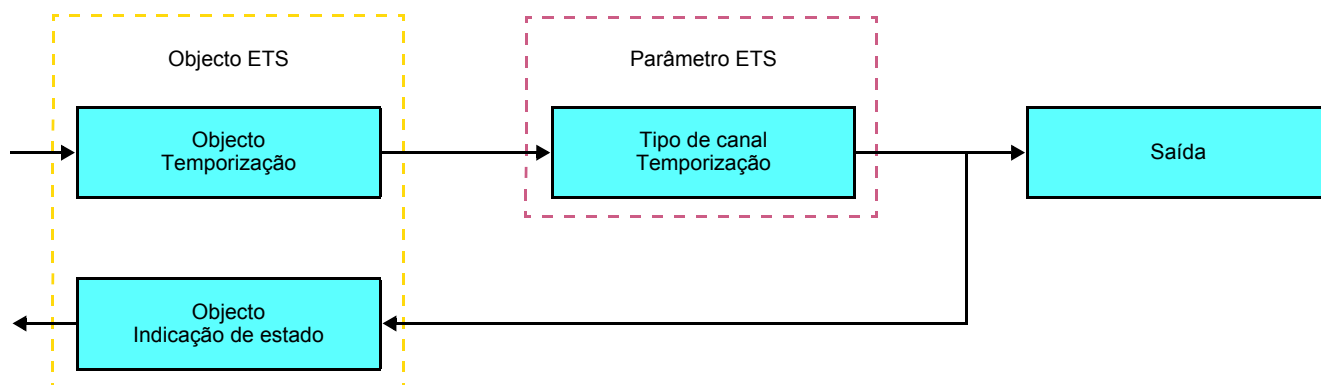 Objecto ETS
Parâmetro ETS
Objecto
Temporização
Tipo de canal
Temporização
Saída
Objecto
Indicação de estado